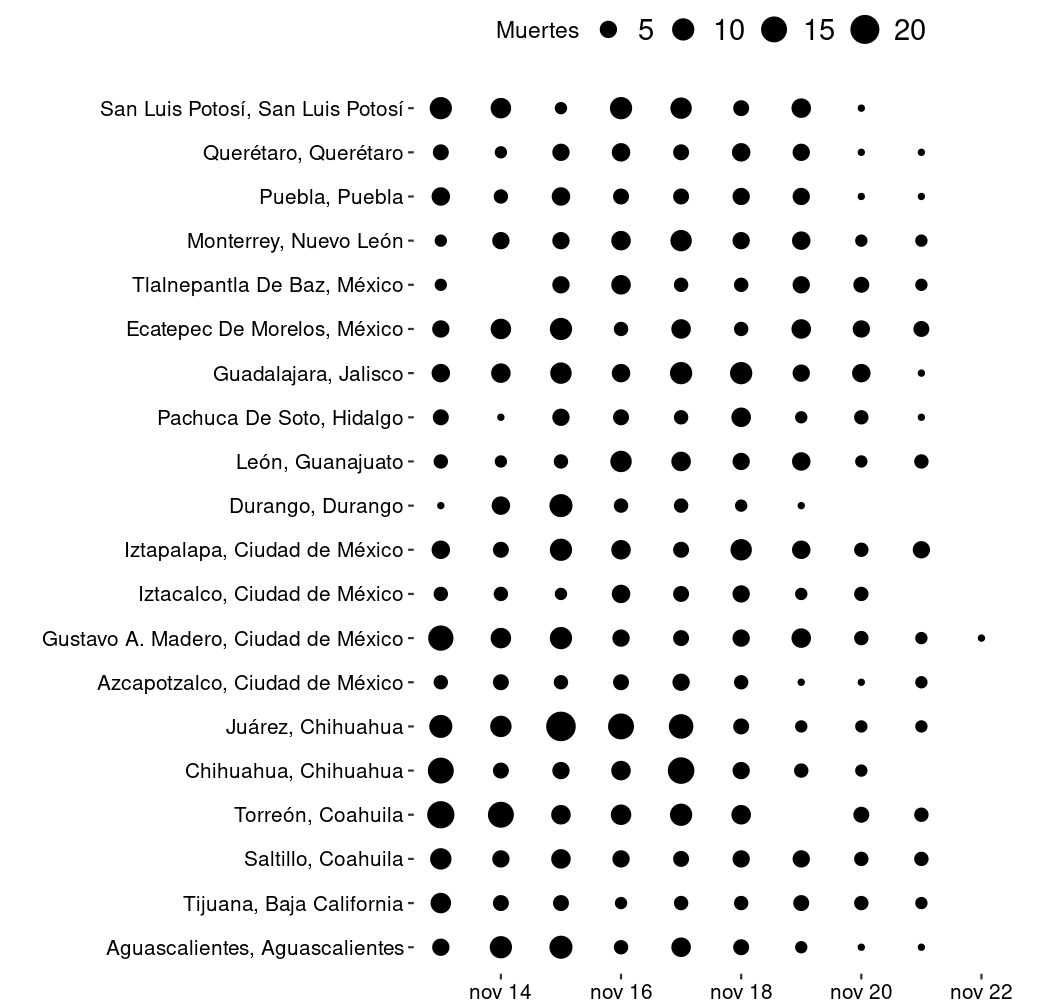 Muertes 5 10 15 20
San Luis Potosí, San Luis Potosí
Querétaro, Querétaro
Puebla, Puebla
Monterrey, Nuevo León
Tlalnepantla De Baz, México
Ecatepec De Morelos, México
Guadalajara, Jalisco
Pachuca De Soto, Hidalgo
León, Guanajuato
Durango, Durango
Iztapalapa, Ciudad de México
Iztacalco, Ciudad de México
Gustavo A. Madero, Ciudad de México
Azcapotzalco, Ciudad de México
Juárez, Chihuahua
Chihuahua, Chihuahua
Torreón, Coahuila
Saltillo, Coahuila
Tijuana, Baja California
Aguascalientes, Aguascalientes
nov 14 nov 16 nov 18 nov 20 nov 22